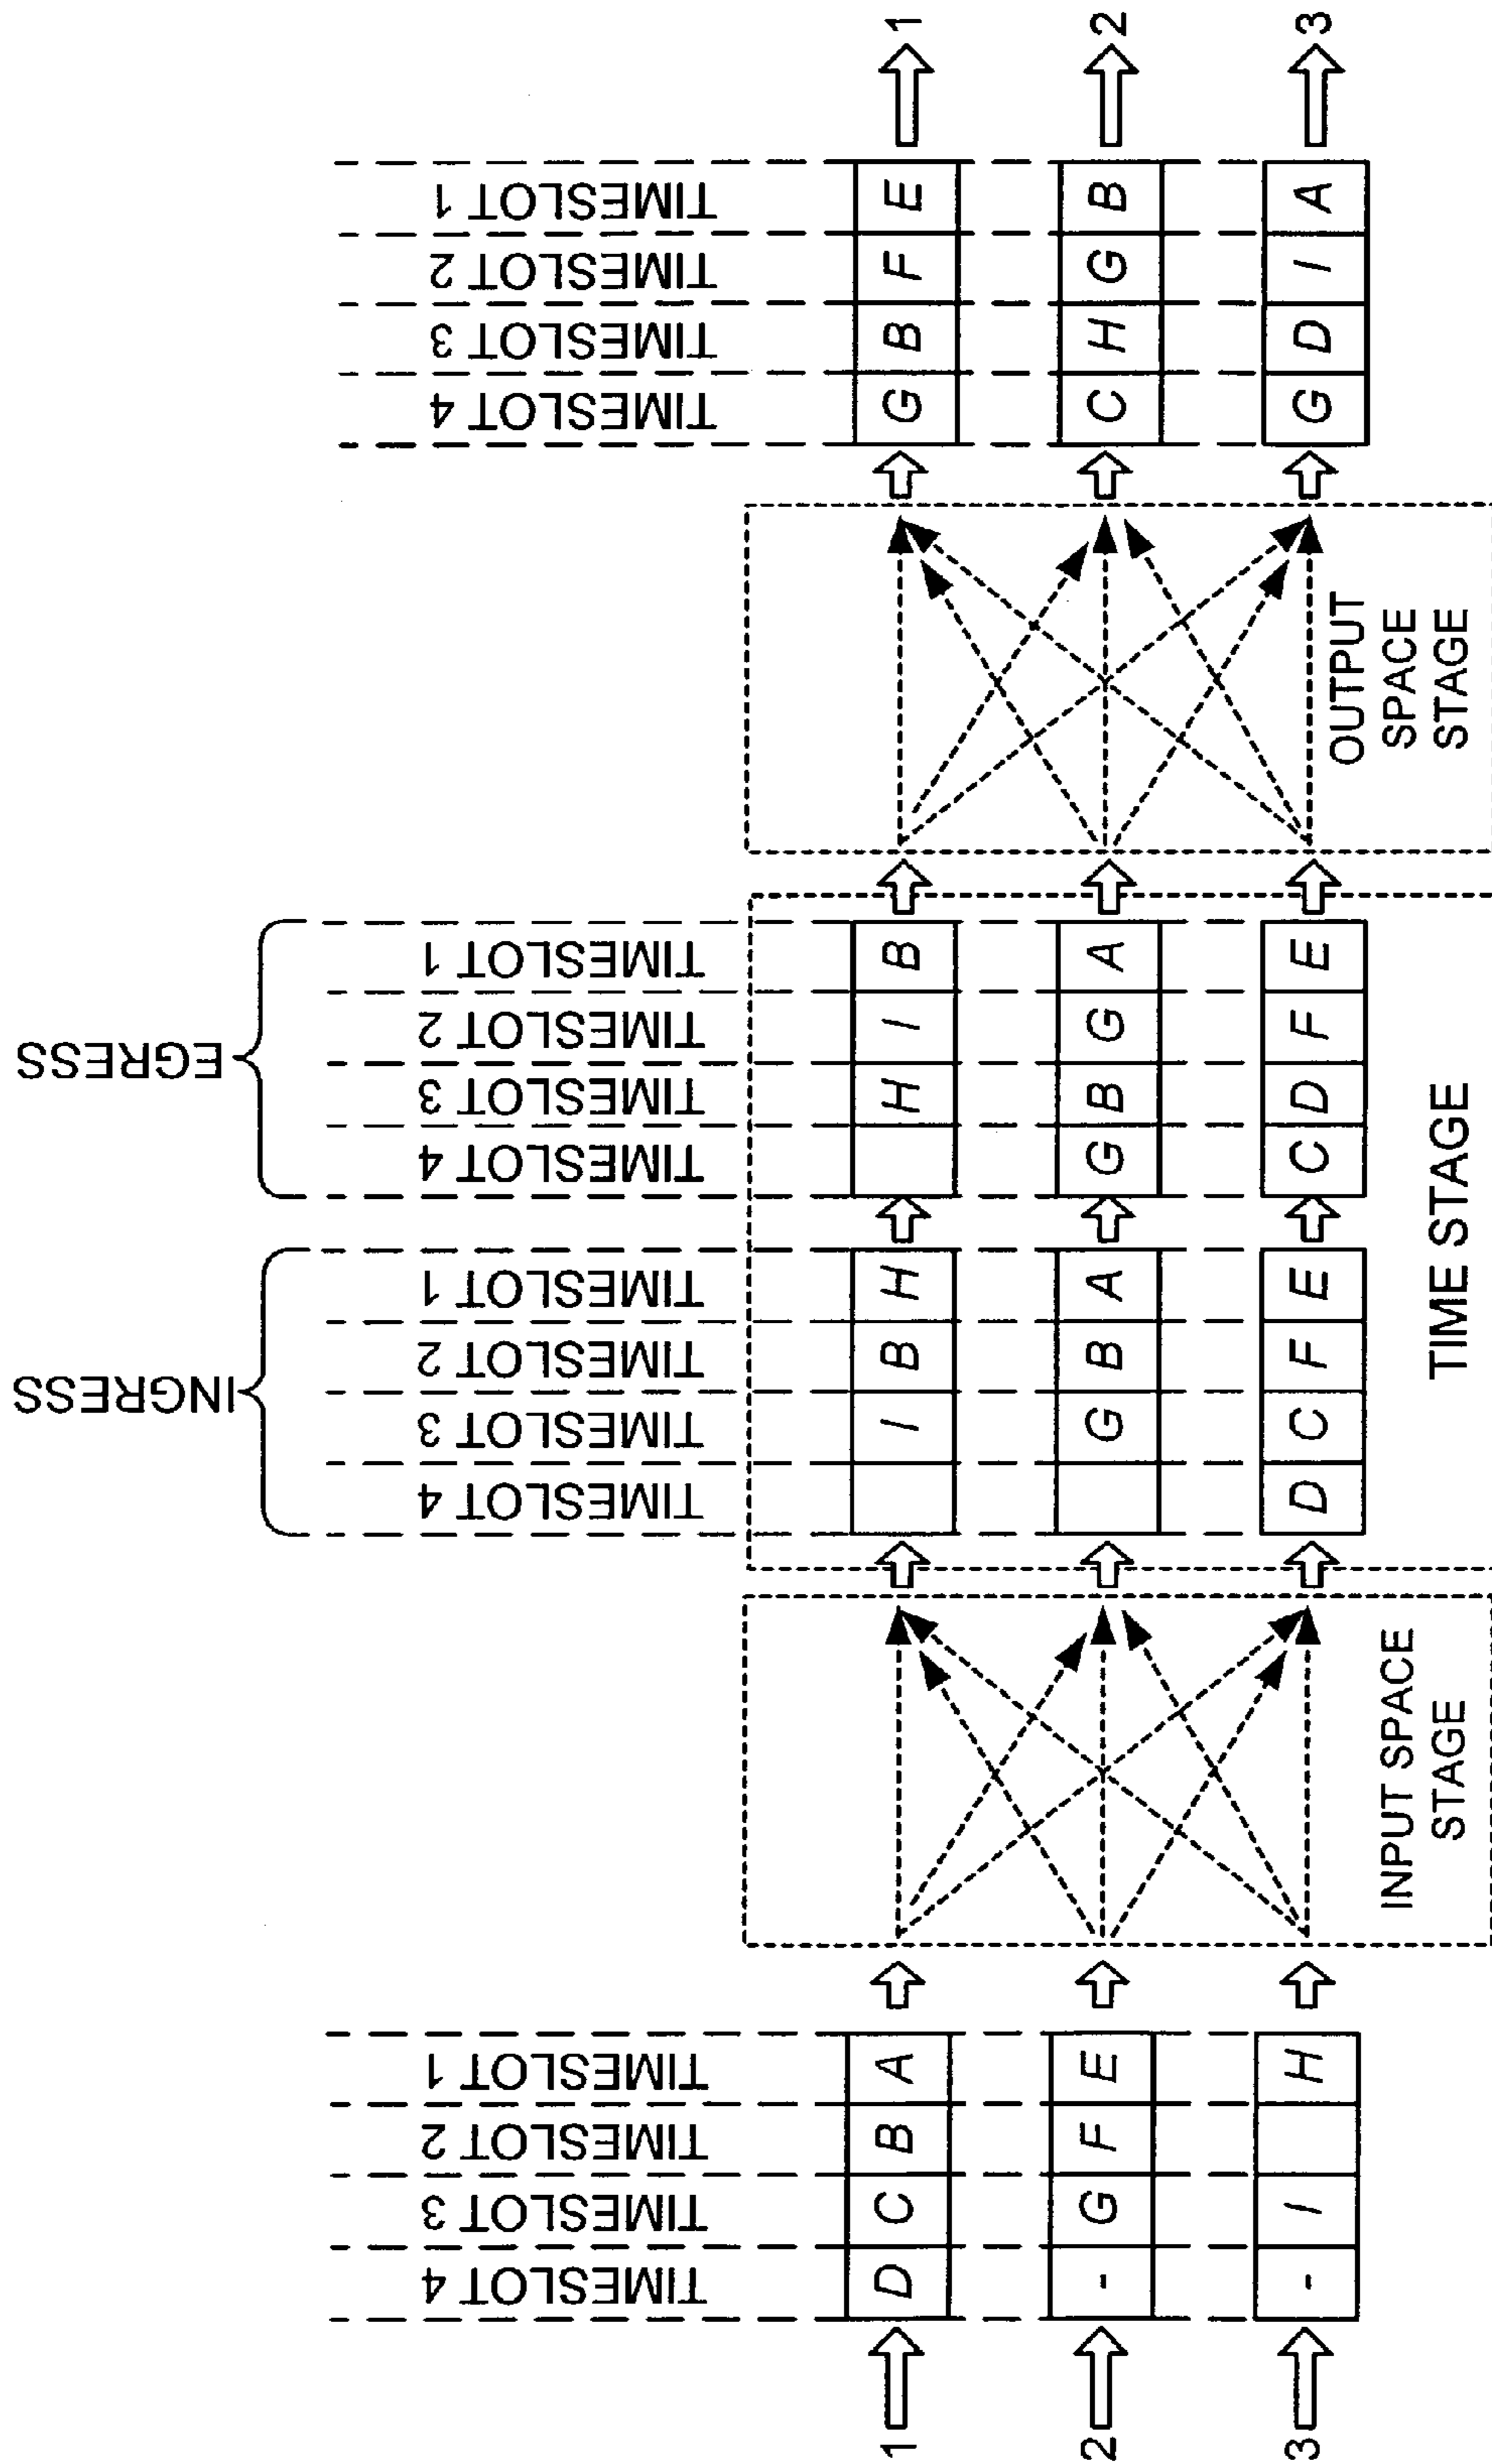 INGRESS
EGRESS
TIMESLOT 4
TIMESLOT 3
TIMESLOT 2
TIMESLOT 1
TIMESLOT 4
TIMESLOT 3
TIMESLOT 2
TIMESLOT 1
TIMESLOT 4
TIMESLOT 3
TIMESLOT 2
TIMESLOT 1
TIMESLOT 4
TIMESLOT 3
TIMESLOT 2
TIMESLOT 1
1 D C B A I B H H I B G B F E 1
2 - G F E G B A G B G A C H G B 2
3 - I H D C F E C D F E G D I A 3
INPUT SPACE
STAGE
TIME STAGE
OUTPUT
SPACE
STAGE